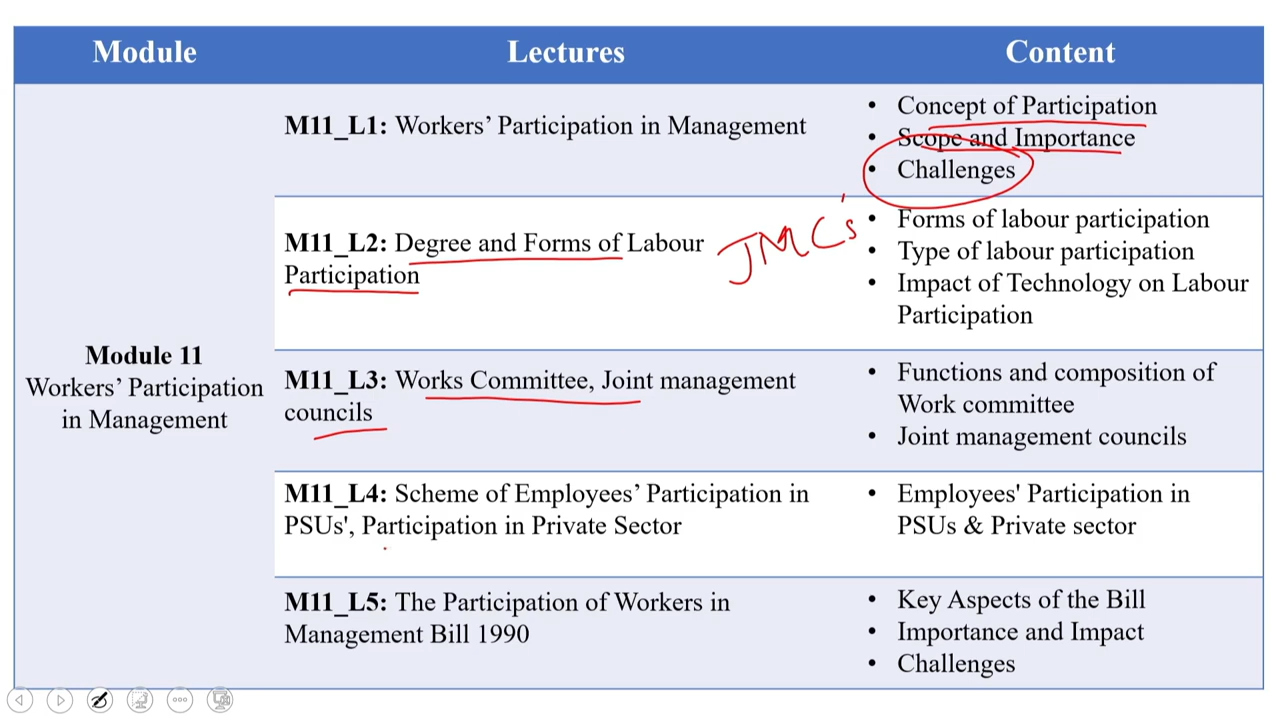 Module Lectures Content
M11_L1: Workers’ Participation in Management
• Concept of Participation
• Scope and Importance
• Challenges
M11_L2: Degree and Forms of Labour
Participation
JMC's
• Forms of labour participation
• Type of labour participation
• Impact of Technology on Labour
Participation
Module 11
Workers’ Participation
in Management
M11_L3: Works Committee, Joint management
councils
• Functions and composition of
Work committee
• Joint management councils
M11_L4: Scheme of Employees’ Participation in
PSUs', Participation in Private Sector
• Employees' Participation in
PSUs & Private sector
M11_L5: The Participation of Workers in
Management Bill 1990
• Key Aspects of the Bill
• Importance and Impact
• Challenges